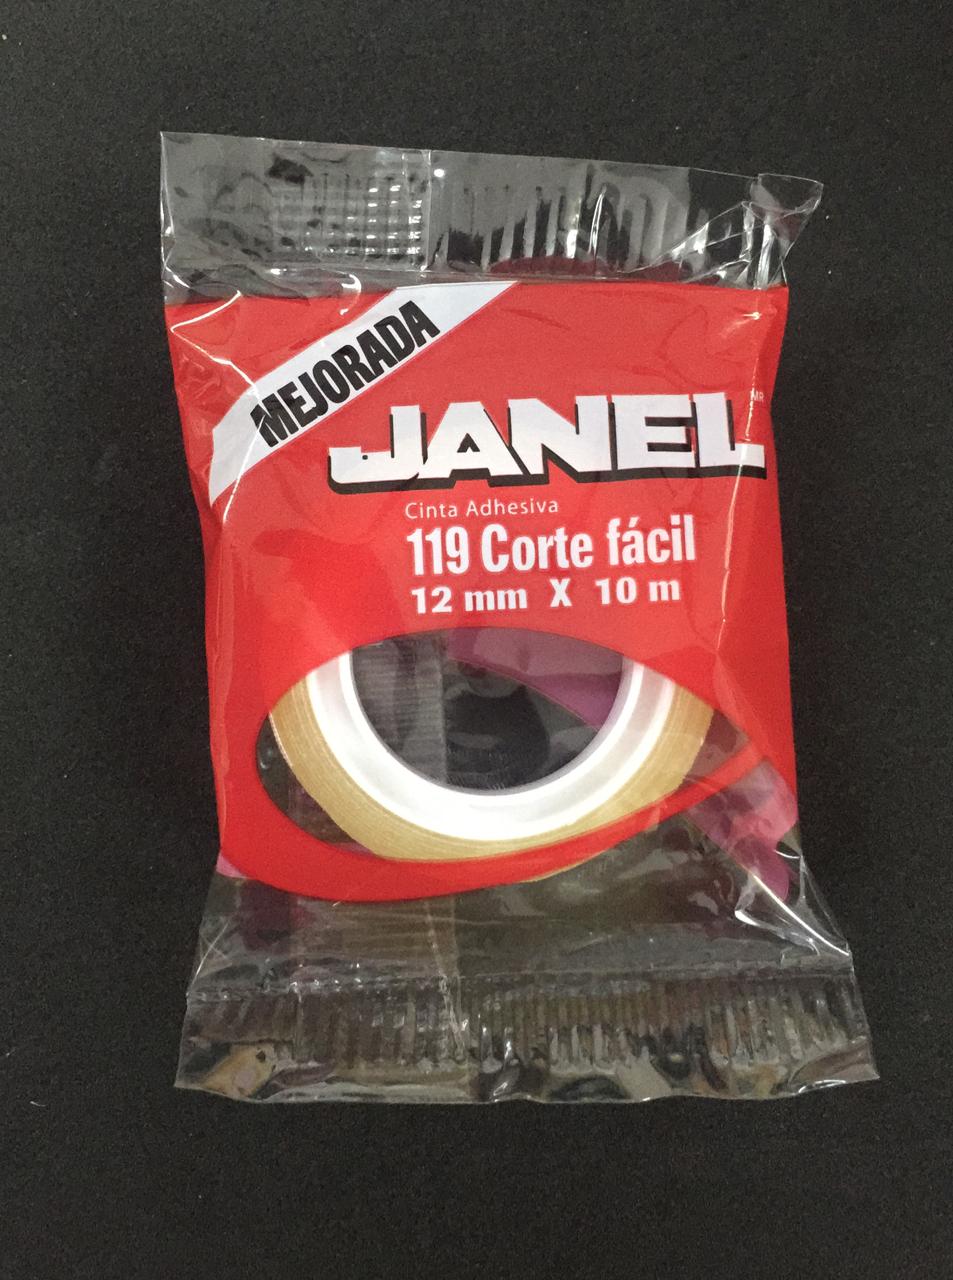 MEJORADA
JANEL MR
Cinta Adhesiva
119 Corte fácil
12 mm X 10 m